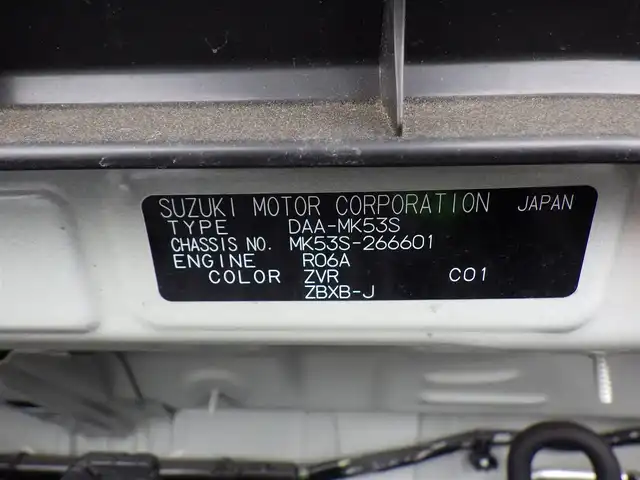 SUZUKI MOTOR CORPORATION JAPAN
TYPE DAA-MK53S
CHASSIS NO. MK53S-266601
ENGINE R06A
COLOR ZVR C01
ZBXB-J